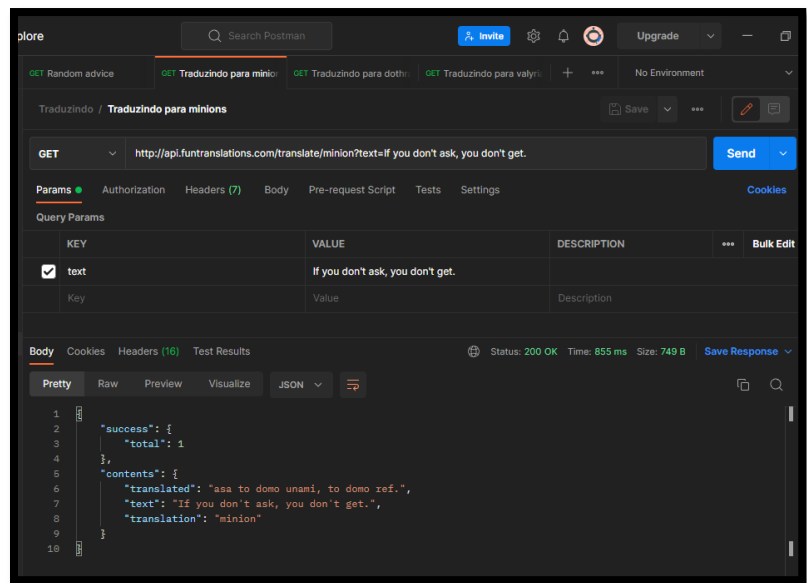 plore Search Postman Invite Upgrade
GET Random advice GET Traduzindo para minior GET Traduzindo para dothr GET Traduzindo para valyri No Environment
Traduzindo / Traduzindo para minions Save
GET http://api.funtranslations.com/translate/minion?text=If you don't ask, you don't get. Send
Params Authorization Headers (7) Body Pre-request Script Tests Settings Cookies
Query Params
KEY VALUE DESCRIPTION Bulk Edit
text If you don't ask, you don't get.
Key Value Description
Body Cookies Headers (16) Test Results Status: 200 OK Time: 855 ms Size: 749 B Save Response
Pretty Raw Preview Visualize JSON
1 {
2 "success": {
3 "total": 1
4 },
5 "contents": {
6 "translated": "asa to domo unami, to domo ref.",
7 "text": "If you don't ask, you don't get.",
8 "translation": "minion"
9 }
10 }